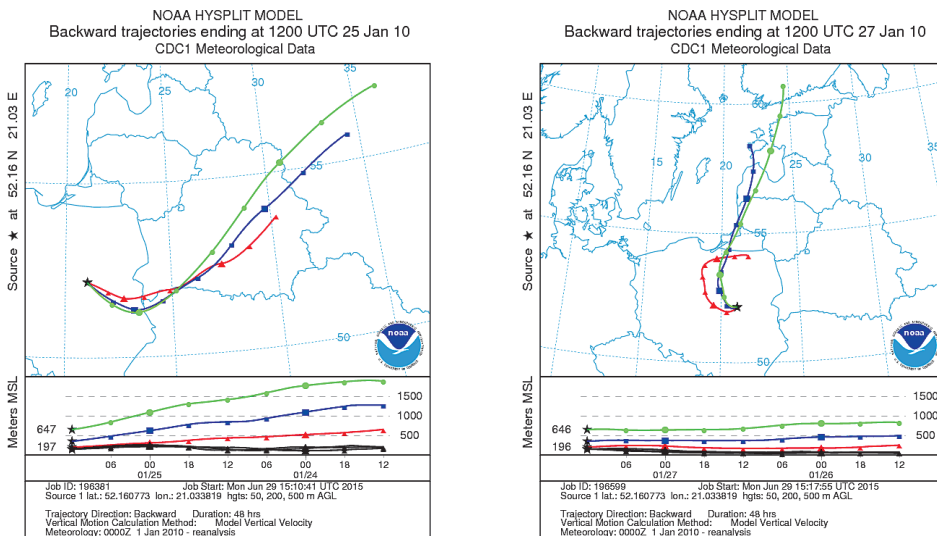 NOAA HYSPLIT MODEL
Backward trajectories ending at 1200 UTC 25 Jan 10
CDC1 Meteorological Data
Source ★ at 52.16 N 21.03 E
20
25
30
35
55
50
noaa
Meters MSL
647
197
1500
1000
500
06 00 18 12 06 00 18 12
01/25 01/24
Job ID: 196381 Job Start: Mon Jun 29 15:10:41 UTC 2015
Source 1 lat.: 52.160773 lon.: 21.033819 hgts: 50, 200, 500 m AGL
Trajectory Direction: Backward Duration: 48 hrs
Vertical Motion Calculation Method: Model Vertical Velocity
Meteorology: 0000Z 1 Jan 2010 - reanalysis
NOAA HYSPLIT MODEL
Backward trajectories ending at 1200 UTC 27 Jan 10
CDC1 Meteorological Data
Source ★ at 52.16 N 21.03 E
10
15
20
25
30
35
55
50
noaa
Meters MSL
646
196
1500
1000
500
06 00 18 12 06 00 18 12
01/27 01/26
Job ID: 196599 Job Start: Mon Jun 29 15:17:55 UTC 2015
Source 1 lat.: 52.160773 lon.: 21.033819 hgts: 50, 200, 500 m AGL
Trajectory Direction: Backward Duration: 48 hrs
Vertical Motion Calculation Method: Model Vertical Velocity
Meteorology: 0000Z 1 Jan 2010 - reanalysis